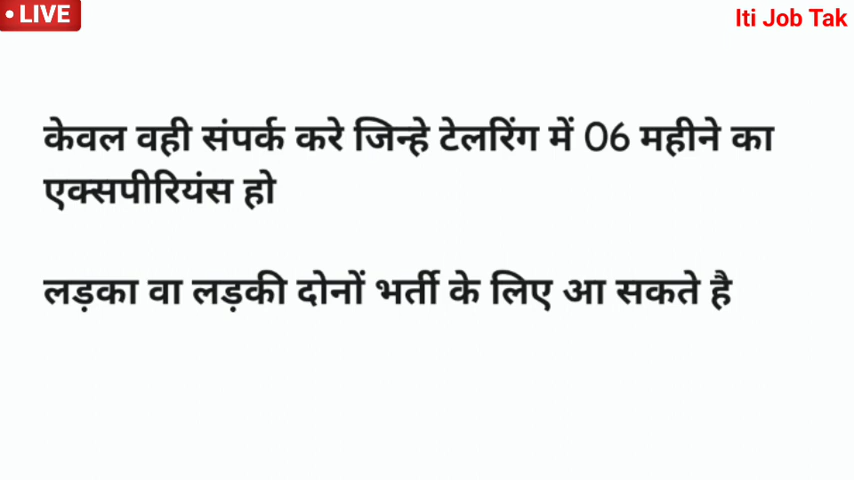 • LIVE
Iti Job Tak
केवल वही संपर्क करे जिन्हे टेलरिंग में 06 महीने का
एक्सपीरियंस हो
लड़का वा लड़की दोनों भर्ती के लिए आ सकते है